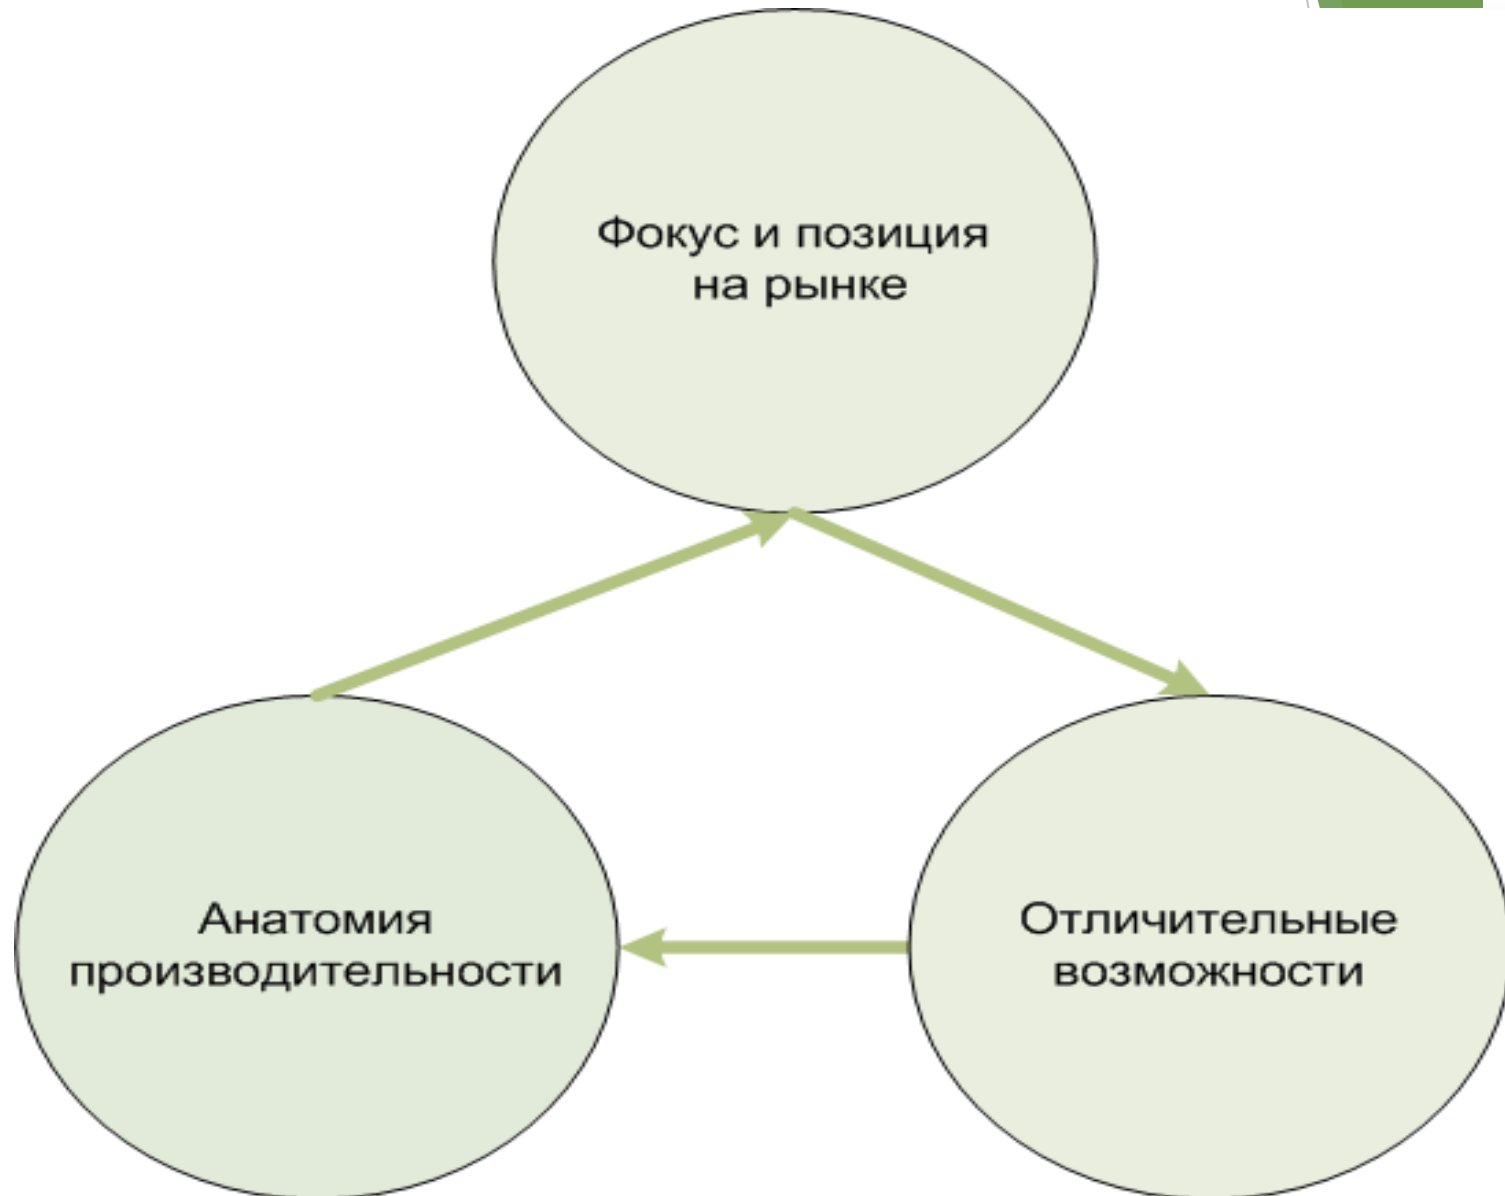 Фокус и позиция
на рынке
Анатомия
производительности
Отличительные
возможности